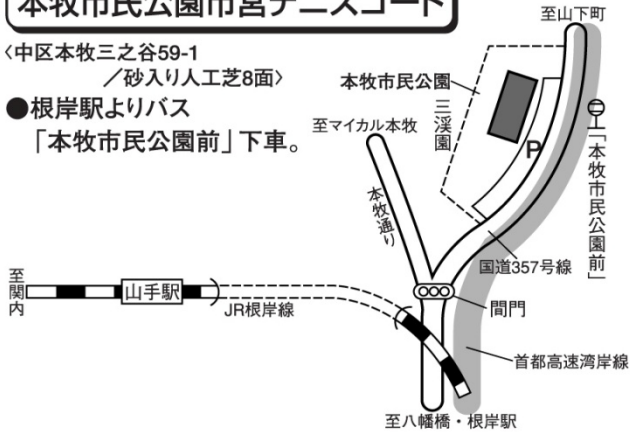 本牧市民公園市営テニスコート
〈中区本牧三之谷59-1
／砂入り人工芝8面〉
●根岸駅よりバス
「本牧市民公園前」下車。
至山下町
本牧市民公園
三溪園
至マイカル本牧
P
「本牧市民公園前」
本牧通り
国道357号線
至関内
山手駅
JR根岸線
間門
首都高速湾岸線
至八幡橋・根岸駅